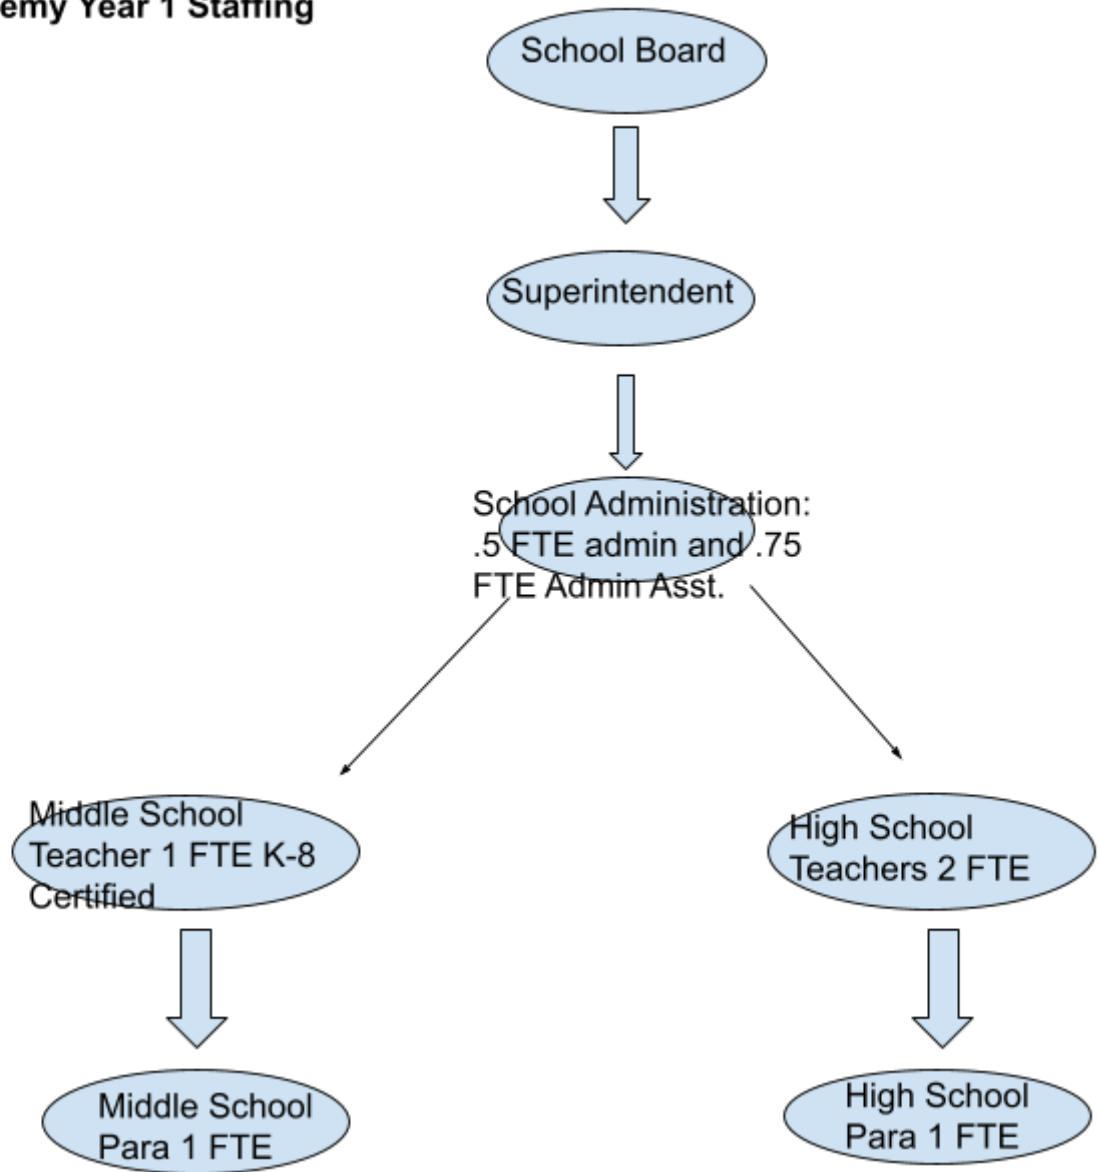 emy Year 1 Staffing
School Board
Superintendent
School Administration:
.5 FTE admin and .75
FTE Admin Asst.
Middle School
Teacher 1 FTE K-8
Certified
High School
Teachers 2 FTE
Middle School
Para 1 FTE
High School
Para 1 FTE